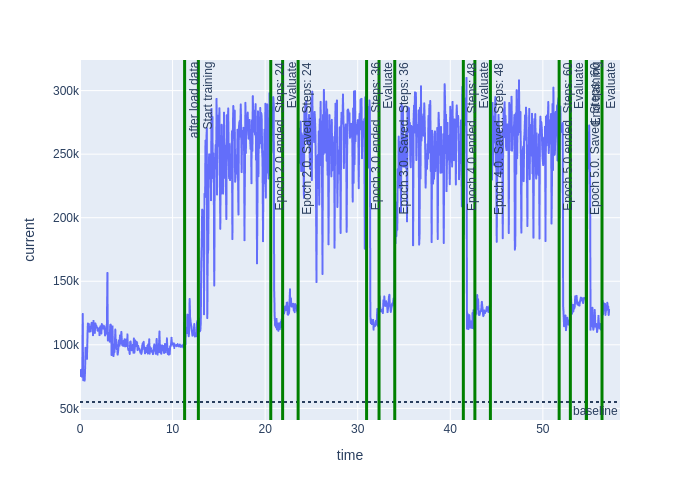 300k
250k
200k
150k
100k
50k
current
0
10
20
30
40
50
time
baseline
after load data
Start training
Epoch 2.0 ended. Steps: 24
Evaluate
Epoch 2.0. Saved. Steps: 24
Epoch 3.0 ended. Steps: 36
Evaluate
Epoch 3.0. Saved. Steps: 36
Epoch 4.0 ended. Steps: 48
Evaluate
Epoch 4.0. Saved. Steps: 48
Epoch 5.0 ended. Steps: 60
Evaluate
Epoch 5.0. Saved. Steps: 60
End training
Evaluate